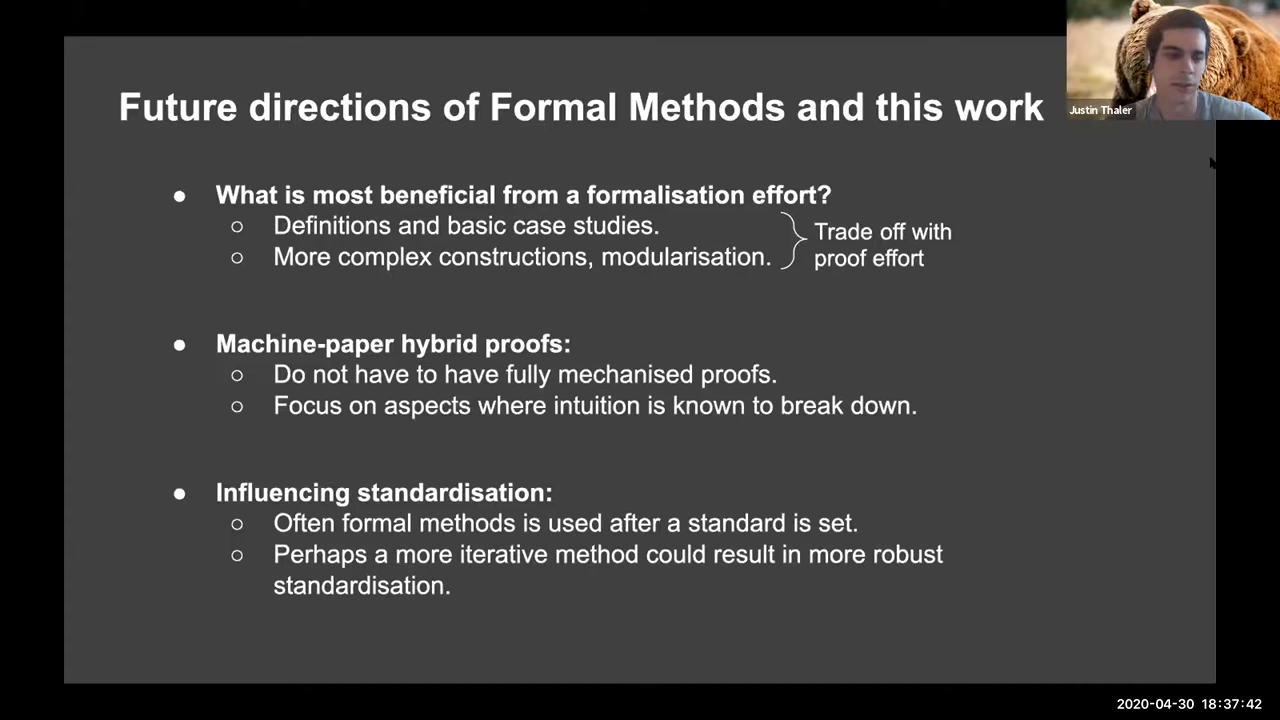 Future directions of Formal Methods and this work
Justin Thaler
● What is most beneficial from a formalisation effort?
○ Definitions and basic case studies.
○ More complex constructions, modularisation.
Trade off with
proof effort
● Machine-paper hybrid proofs:
○ Do not have to have fully mechanised proofs.
○ Focus on aspects where intuition is known to break down.
● Influencing standardisation:
○ Often formal methods is used after a standard is set.
○ Perhaps a more iterative method could result in more robust
standardisation.
2020-04-30 18:37:42